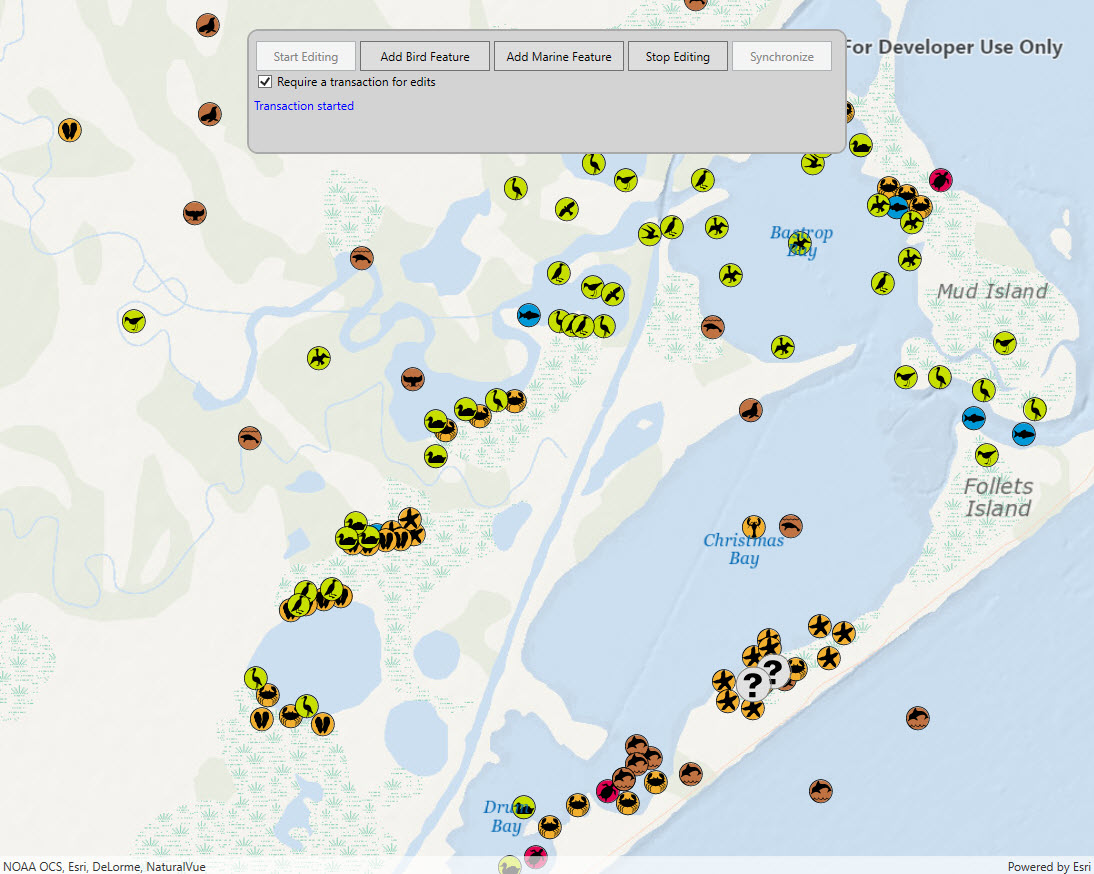 Start Editing
Add Bird Feature
Add Marine Feature
Stop Editing
Synchronize
For Developer Use Only
Require a transaction for edits
Transaction started
Bastrop
Bay
Mud Island
Follets
Island
Christmas
Bay
?
?
Drum
Bay
NOAA OCS, Esri, DeLorme, NaturalVue
Powered by Esri